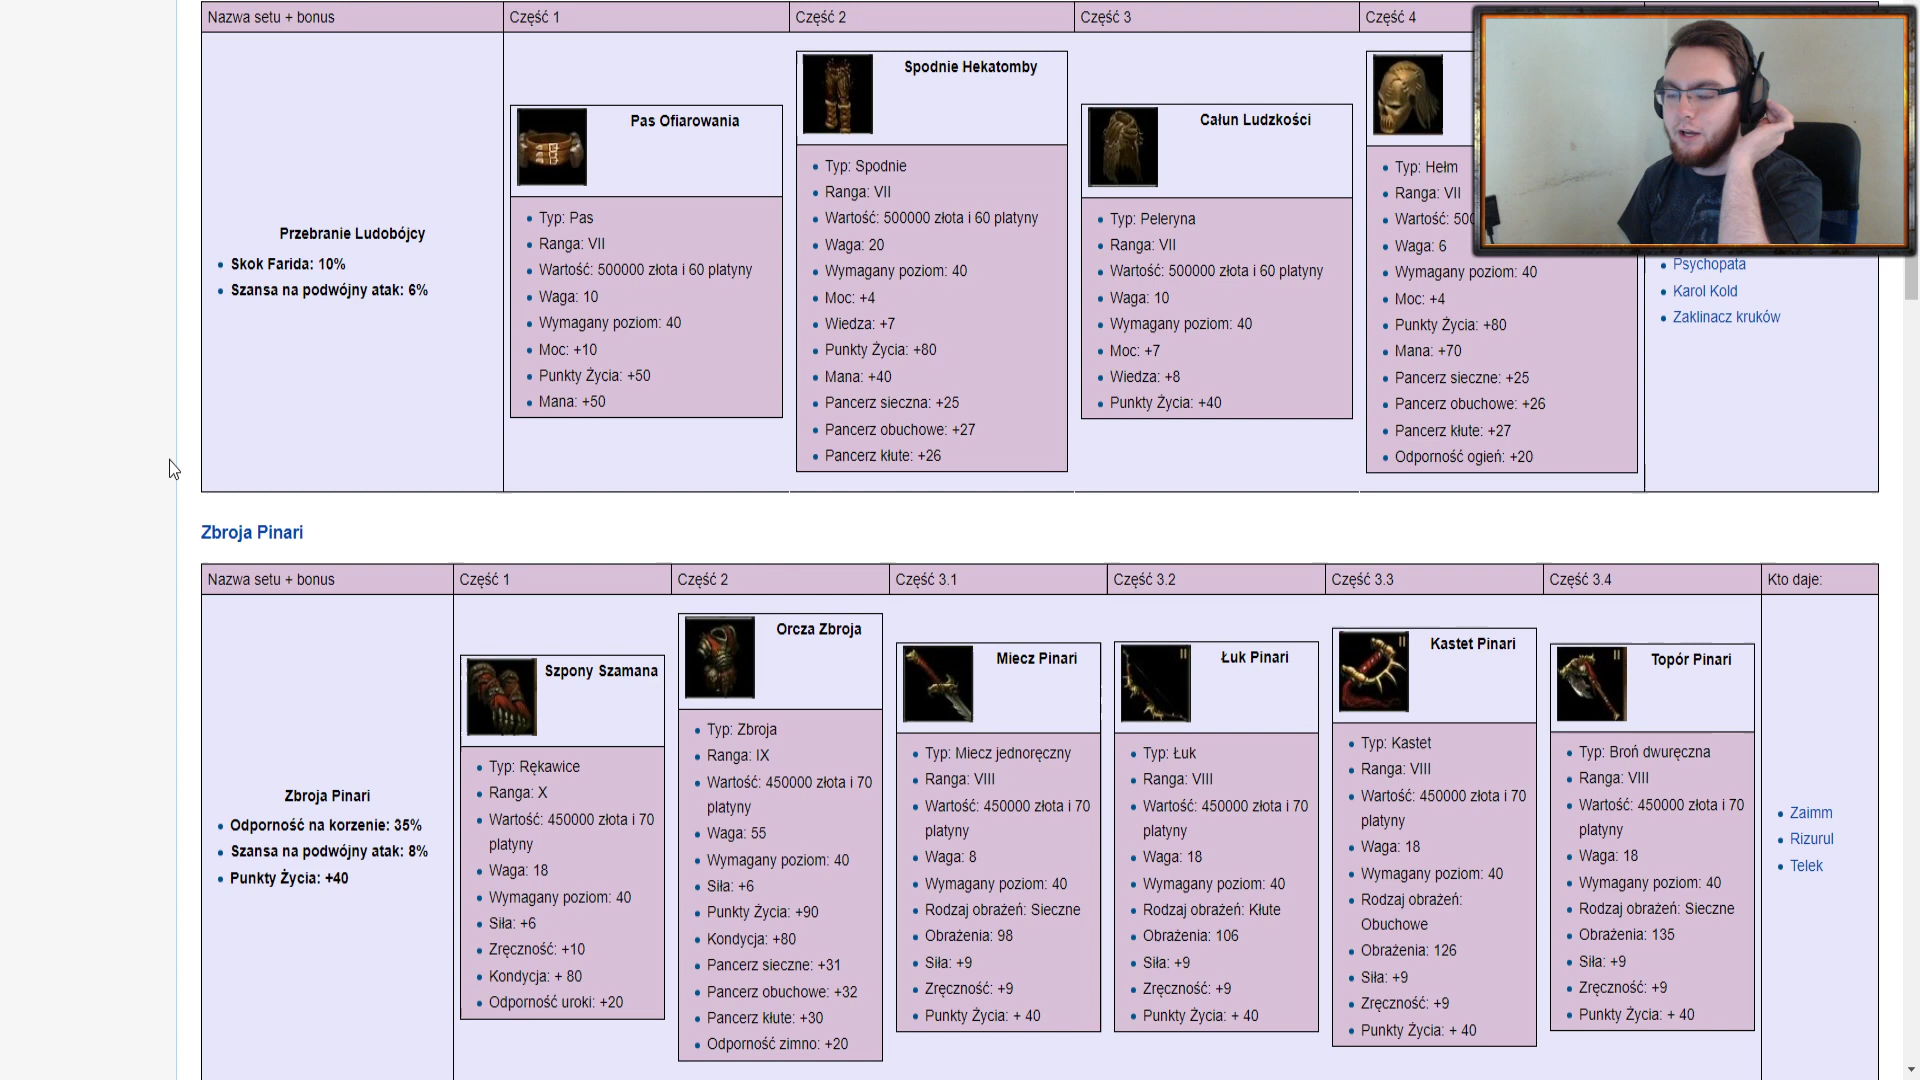 Nazwa setu + bonus
Część 1
Część 2
Część 3
Część 4
Przebranie Ludobójcy
Skok Farida: 10%
Szansa na podwójny atak: 6%
Pas Ofiarowania
Typ: Pas
Ranga: VII
Wartość: 500000 złota i 60 platyny
Waga: 10
Wymagany poziom: 40
Moc: +10
Punkty Życia: +50
Mana: +50
Spodnie Hekatomby
Typ: Spodnie
Ranga: VII
Wartość: 500000 złota i 60 platyny
Waga: 20
Wymagany poziom: 40
Moc: +4
Wiedza: +7
Punkty Życia: +80
Mana: +40
Pancerz sieczna: +25
Pancerz obuchowe: +27
Pancerz kłute: +26
Całun Ludzkości
Typ: Peleryna
Ranga: VII
Wartość: 500000 złota i 60 platyny
Waga: 10
Wymagany poziom: 40
Moc: +7
Wiedza: +8
Punkty Życia: +40
Typ: Hełm
Ranga: VII
Wartość: 500
Waga: 6
Wymagany poziom: 40
Moc: +4
Punkty Życia: +80
Mana: +70
Pancerz sieczne: +25
Pancerz obuchowe: +26
Pancerz kłute: +27
Odporność ogień: +20
Psychopata
Karol Kold
Zaklinacz kruków
Zbroja Pinari
Nazwa setu + bonus
Część 1
Część 2
Część 3.1
Część 3.2
Część 3.3
Część 3.4
Kto daje:
Zbroja Pinari
Odporność na korzenie: 35%
Szansa na podwójny atak: 8%
Punkty Życia: +40
Szpony Szamana
Typ: Rękawice
Ranga: X
Wartość: 450000 złota i 70
platyny
Waga: 18
Wymagany poziom: 40
Siła: +6
Zręczność: +10
Kondycja: + 80
Odporność uroki: +20
Orcza Zbroja
Typ: Zbroja
Ranga: IX
Wartość: 450000 złota i 70
platyny
Waga: 55
Wymagany poziom: 40
Siła: +6
Punkty Życia: +90
Kondycja: +80
Pancerz sieczne: +31
Pancerz obuchowe: +32
Pancerz kłute: +30
Odporność zimno: +20
Miecz Pinari
Typ: Miecz jednoręczny
Ranga: VIII
Wartość: 450000 złota i 70
platyny
Waga: 8
Wymagany poziom: 40
Rodzaj obrażeń: Sieczne
Obrażenia: 98
Siła: +9
Zręczność: +9
Punkty Życia: + 40
II
Łuk Pinari
Typ: Łuk
Ranga: VIII
Wartość: 450000 złota i 70
platyny
Waga: 18
Wymagany poziom: 40
Rodzaj obrażeń: Kłute
Obrażenia: 106
Siła: +9
Zręczność: +9
Punkty Życia: + 40
II
Kastet Pinari
Typ: Kastet
Ranga: VIII
Wartość: 450000 złota i 70
platyny
Waga: 18
Wymagany poziom: 40
Rodzaj obrażeń:
Obuchowe
Obrażenia: 126
Siła: +9
Zręczność: +9
Punkty Życia: + 40
II
Topór Pinari
Typ: Broń dwuręczna
Ranga: VIII
Wartość: 450000 złota i 70
platyny
Waga: 18
Wymagany poziom: 40
Rodzaj obrażeń: Sieczne
Obrażenia: 135
Siła: +9
Zręczność: +9
Punkty Życia: + 40
Zaimm
Rizurul
Telek